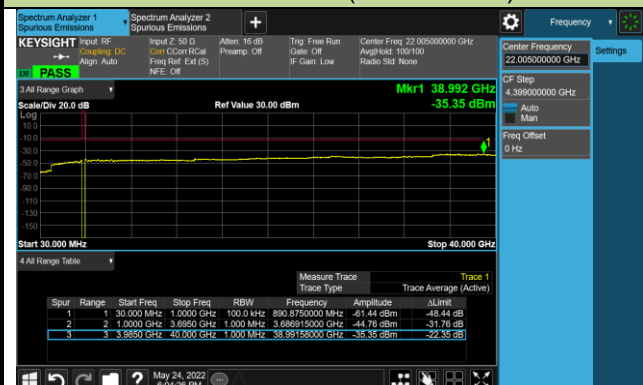 Spectrum Analyzer 1
Spurious Emissions
Spectrum Analyzer 2
Spurious Emissions
Frequency
KEYSIGHT
Input: RF
Coupling: DC
Align: Auto
Input Z: 50 Ω
Corr CCorr RCal
Freq Ref: Ext (S)
NFE: Off
Atten: 16 dB
Preamp: Off
Trig: Free Run
Gate: Off
IF Gain: Low
Center Freq: 22.005000000 GHz
AvgHold: 100/100
Radio Std: None
PASS
Center Frequency
22.005000000 GHz
Settings
CF Step
4.399000000 GHz
Auto
Man
Freq Offset
0 Hz
3 All Range Graph
Mkr1 38.992 GHz
Scale/Div 20.0 dB
Ref Value 30.00 dBm
-35.35 dBm
Log
10.0
-10.0
-30.0
-50.0
-70.0
-90.0
-110
-130
-150
1
Start 30.000 MHz
Stop 40.000 GHz
4 All Range Table
Measure Trace Trace 1
Trace Type Trace Average (Active)
Spur Range Start Freq Stop Freq RBW Frequency Amplitude ΔLimit
1 1 30.000 MHz 1.0000 GHz 100.0 kHz 890.8750000 MHz -61.44 dBm -48.44 dB
2 2 1.0000 GHz 3.6950 GHz 1.000 MHz 3.686915000 GHz -44.76 dBm -31.76 dB
3 3 3.9850 GHz 40.000 GHz 1.000 MHz 38.99158000 GHz -35.35 dBm -22.35 dB
May 24, 2022